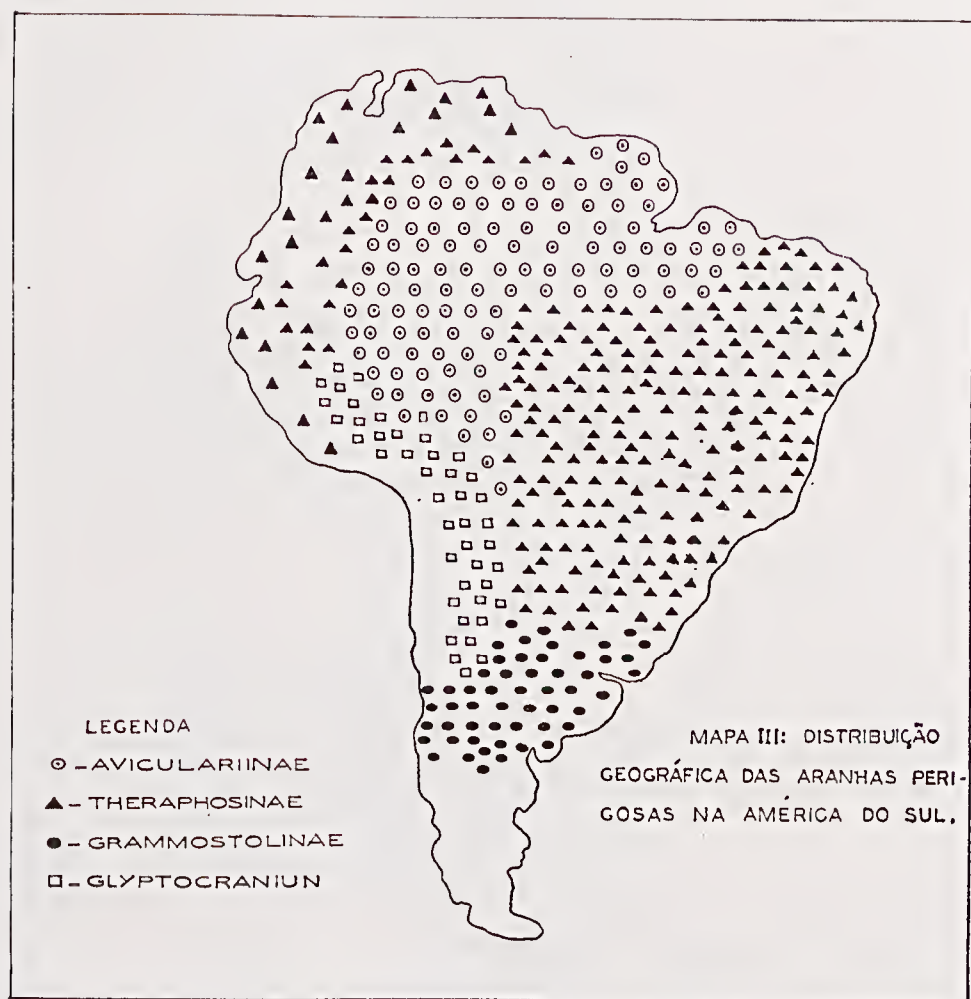 LEGENDA
⊙ - AVICULARIINAE
▲ - THERAPHOSINAE
● - GRAMMOSTOLINAE
□ - GLYPTOCRANIUN
MAPA III: DISTRIBUIÇÃO
GEOGRÁFICA DAS ARANHAS PERI-
GOSAS NA AMÉRICA DO SUL.